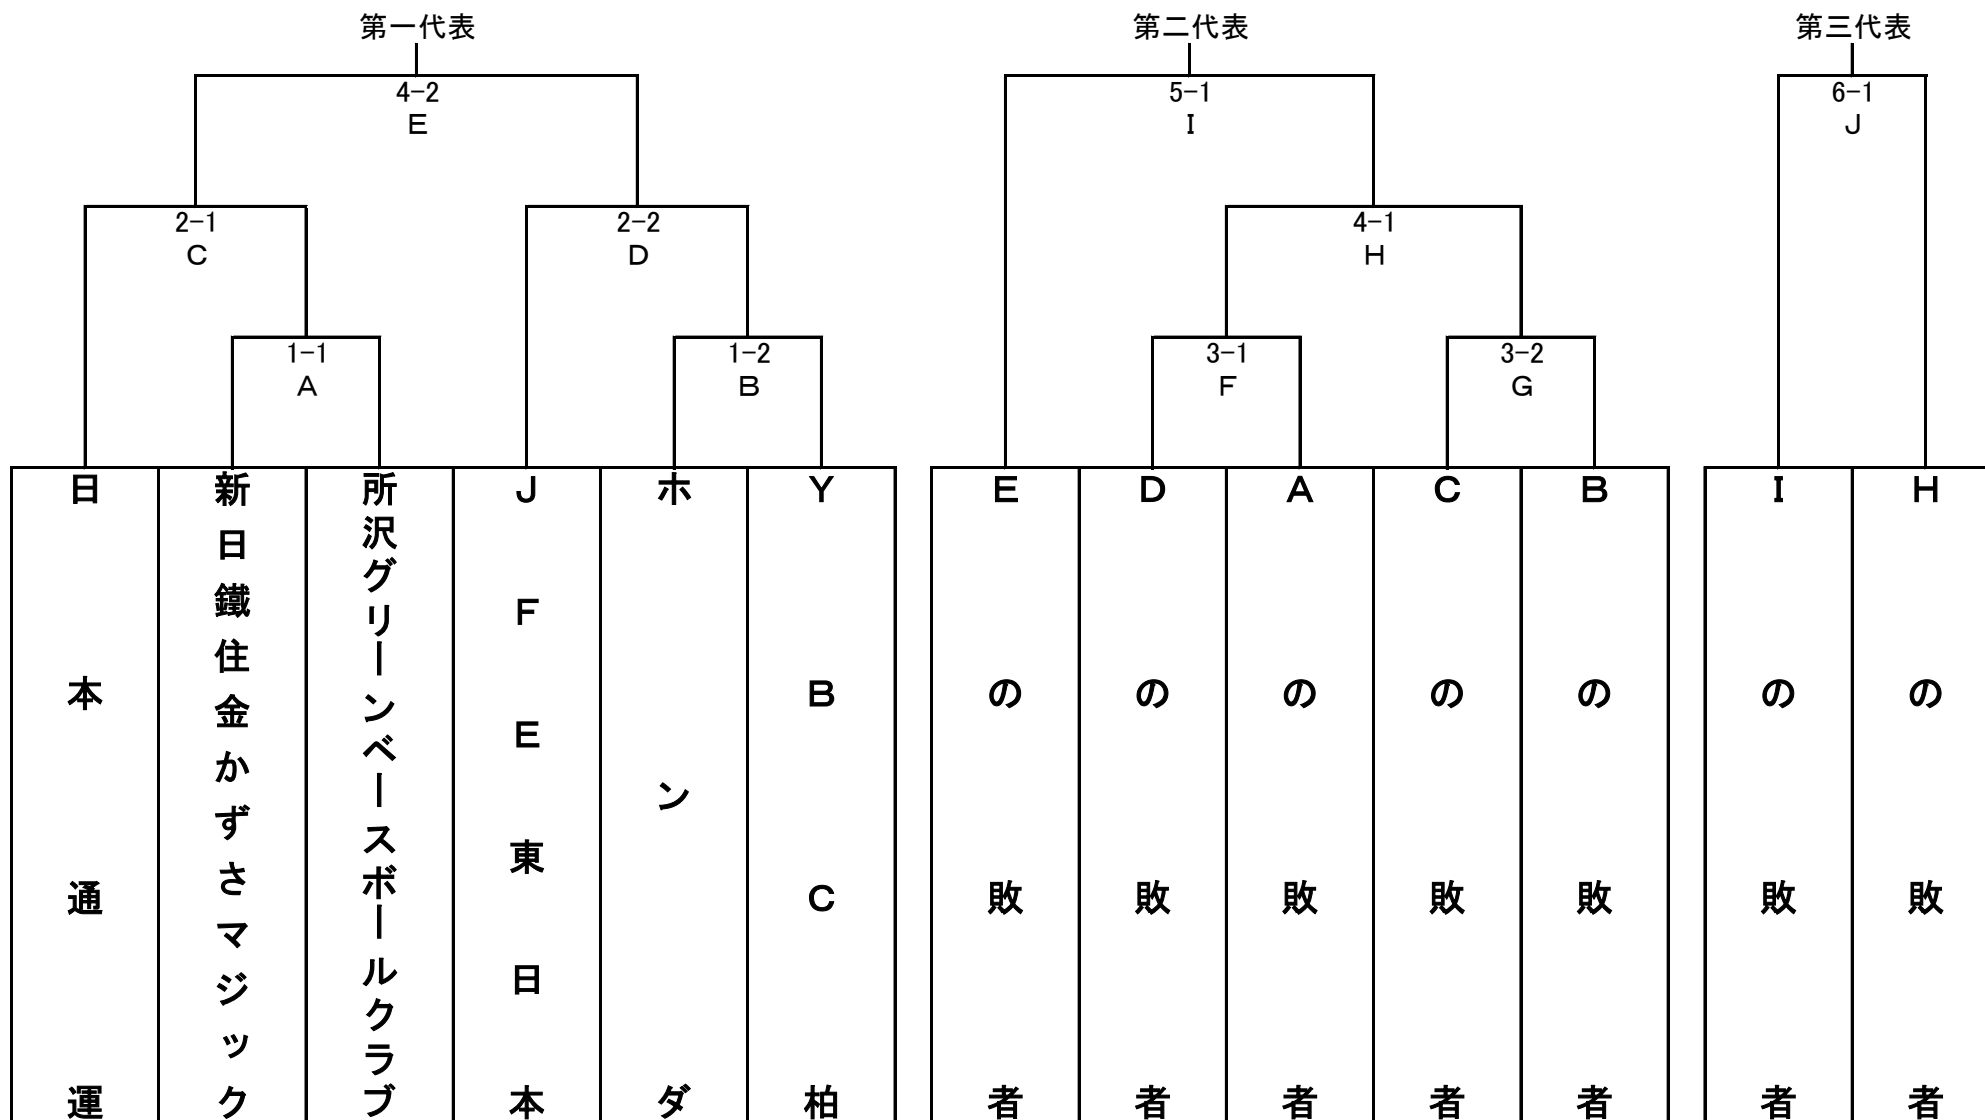 第一代表
4-2
E
2-1
C
2-2
D
1-1
A
1-2
B
日本通運
新日鐵住金かずさマジック
所沢グリーンベースボールクラブ
JFE東日本
ホンダ
YBC柏
第二代表
5-1
I
4-1
H
3-1
F
3-2
G
Eの敗者
Dの敗者
Aの敗者
Cの敗者
Bの敗者
第三代表
6-1
J
Iの敗者
Hの敗者